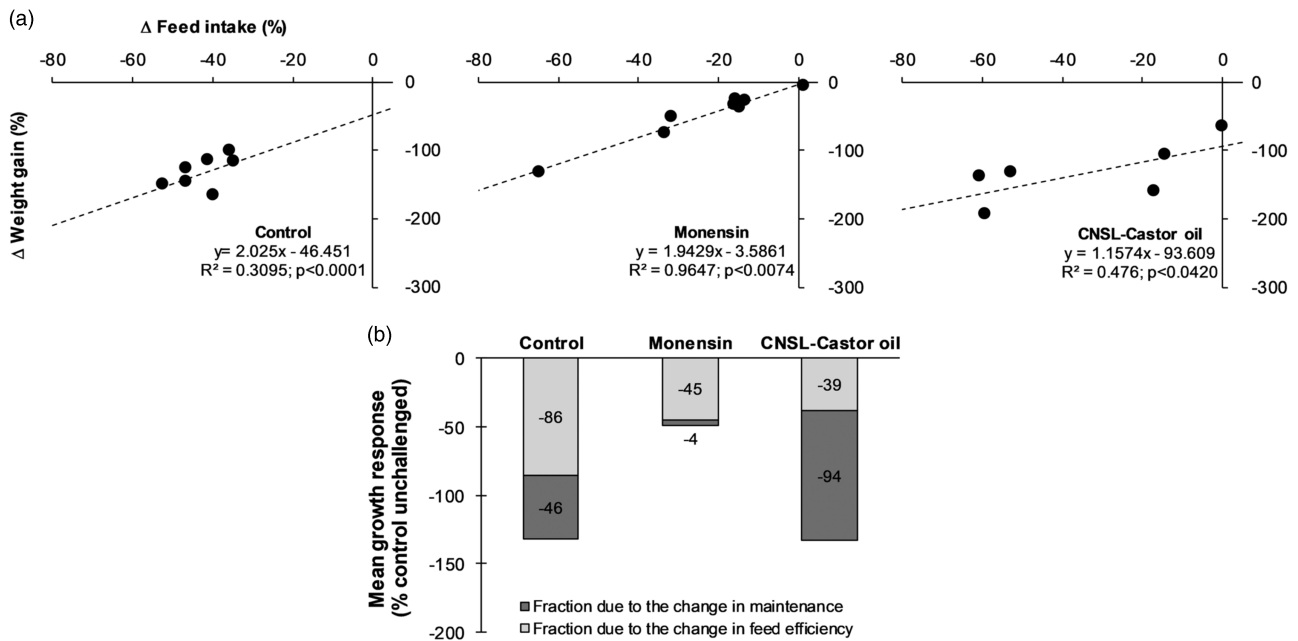 (a)
Δ Feed intake (%)
-80 -60 -40 -20 0
-80 -60 -40 -20 0
-80 -60 -40 -20 0
Δ Weight gain (%)
0
-100
-200
-300
0
-100
-200
-300
0
-100
-200
-300
Control
y= 2.025x - 46.451
R² = 0.3095; p<0.0001
Monensin
y = 1.9429x - 3.5861
R² = 0.9647; p<0.0074
CNSL-Castor oil
y = 1.1574x - 93.609
R² = 0.476; p<0.0420
(b)
Control Monensin CNSL-Castor oil
Mean growth response
(% control unchallenged)
0
-50
-100
-150
-200
-86
-46
-45
-4
-39
-94
Fraction due to the change in maintenance
Fraction due to the change in feed efficiency